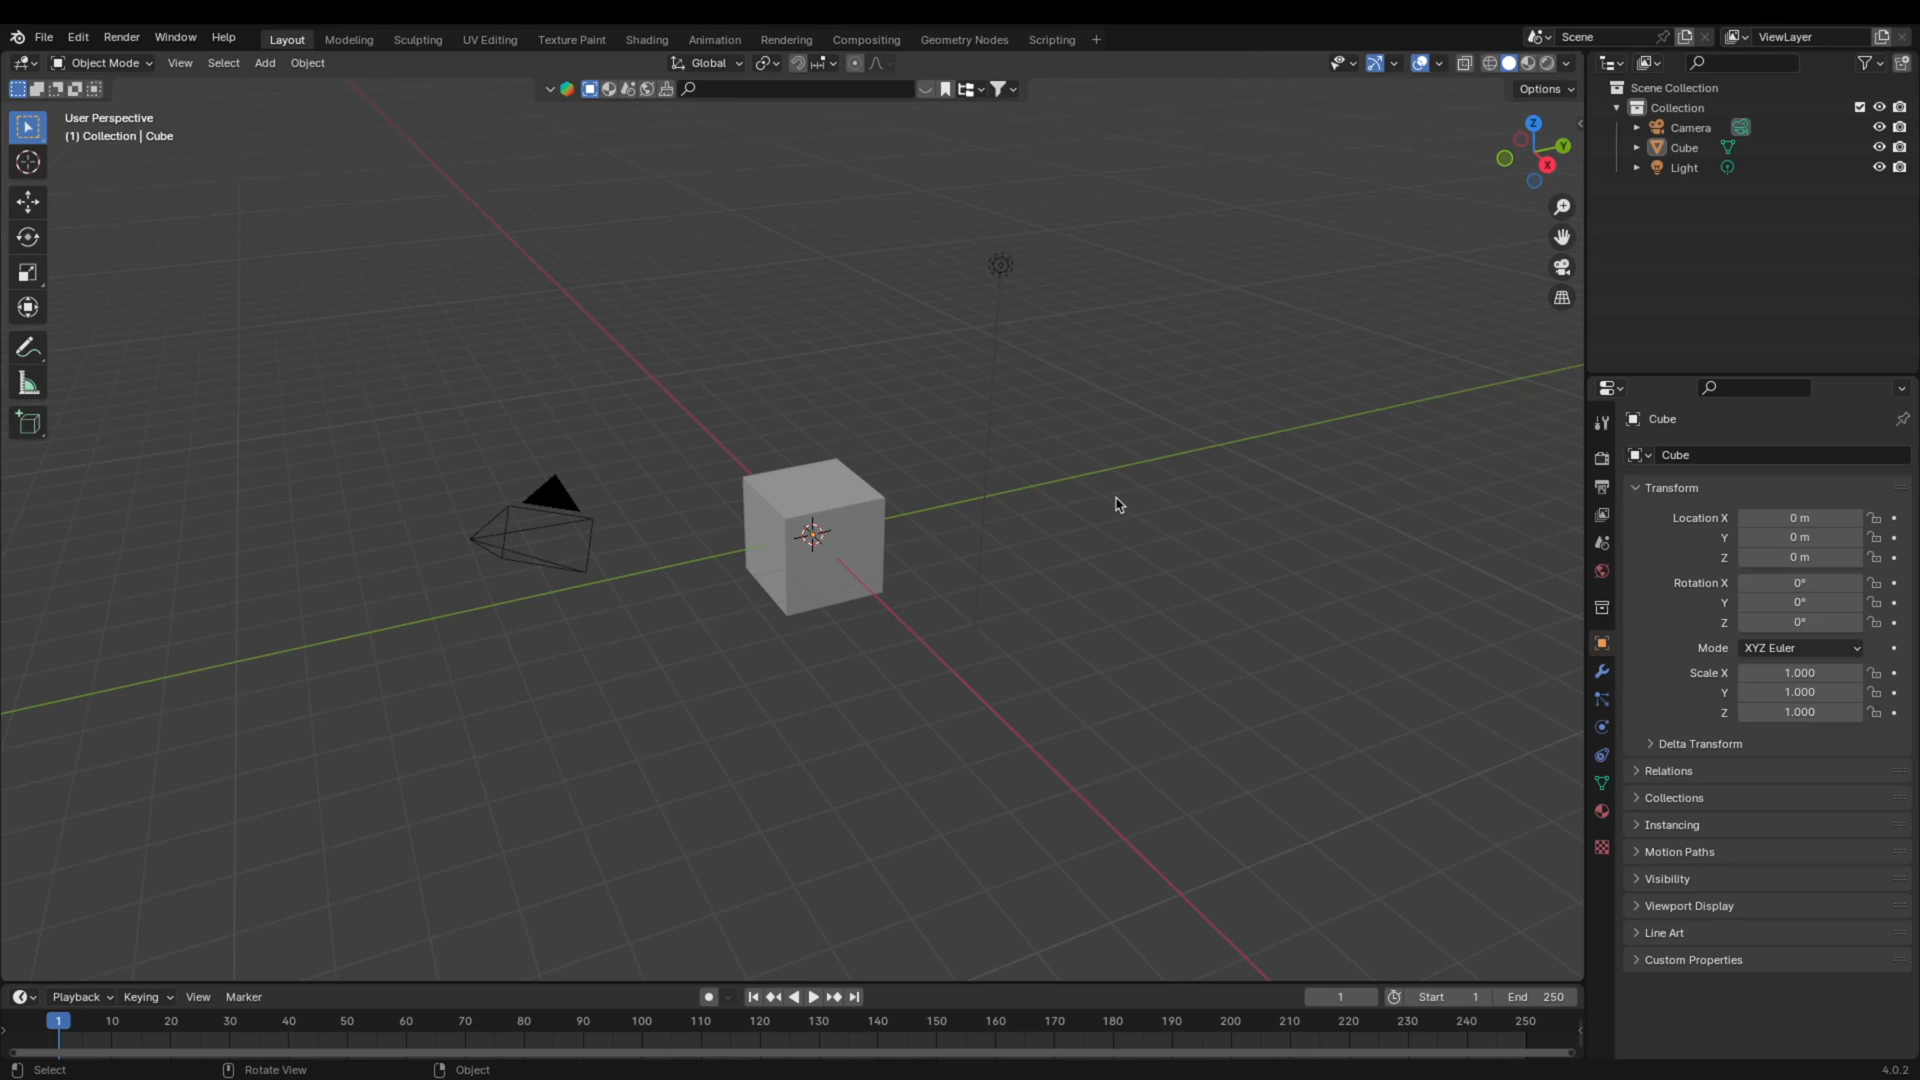 File Edit Render Window Help Layout Modeling Sculpting UV Editing Texture Paint Shading Animation Rendering Compositing Geometry Nodes Scripting + Scene ViewLayer
Object Mode View Select Add Object Global
Options
User Perspective
(1) Collection | Cube
Z
Y
X
Scene Collection
Collection
Camera
Cube
Light
Cube
Cube
Transform
Location X 0 m
Y 0 m
Z 0 m
Rotation X 0°
Y 0°
Z 0°
Mode XYZ Euler
Scale X 1.000
Y 1.000
Z 1.000
Delta Transform
Relations
Collections
Instancing
Motion Paths
Visibility
Viewport Display
Line Art
Custom Properties
Playback Keying View Marker 1 Start 1 End 250
1 10 20 30 40 50 60 70 80 90 100 110 120 130 140 150 160 170 180 190 200 210 220 230 240 250
Select Rotate View Object 4.0.2